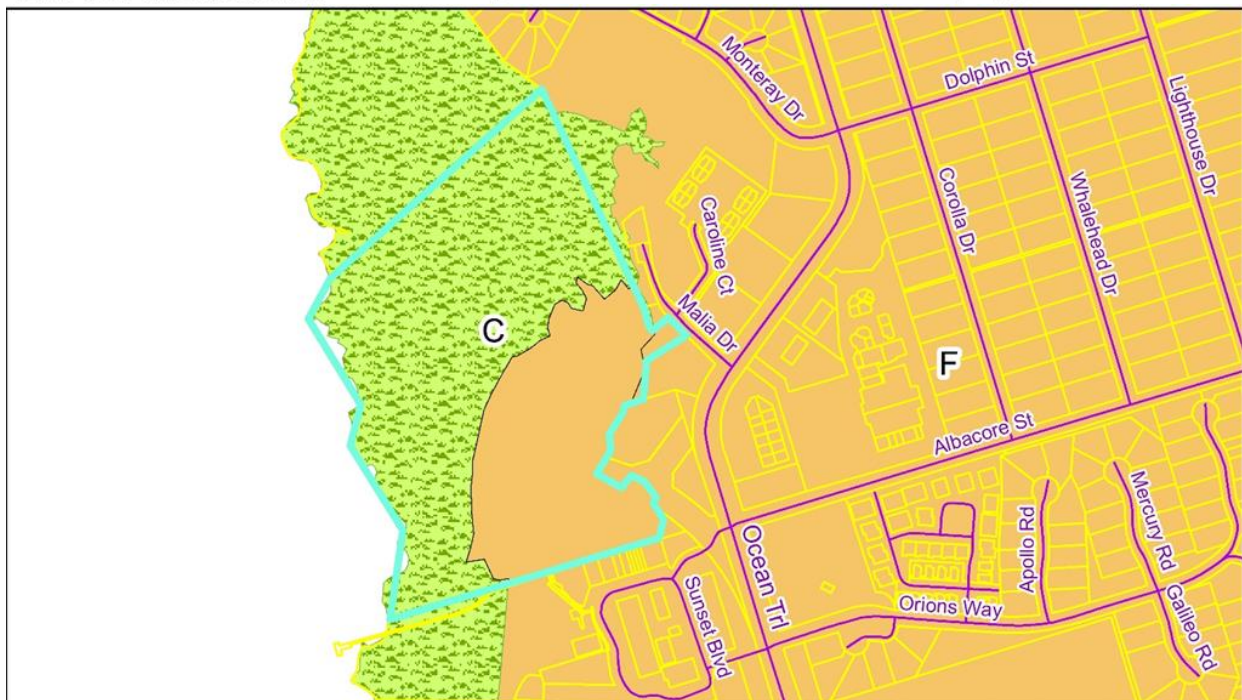 Monteray Dr
Dolphin St
Lighthouse Dr
Corolla Dr
Whalehead Dr
Caroline Ct
Malia Dr
C
F
Albacore St
Ocean Trl
Apollo Rd
Mercury Rd
Sunset Blvd
Orions Way
Galileo Rd